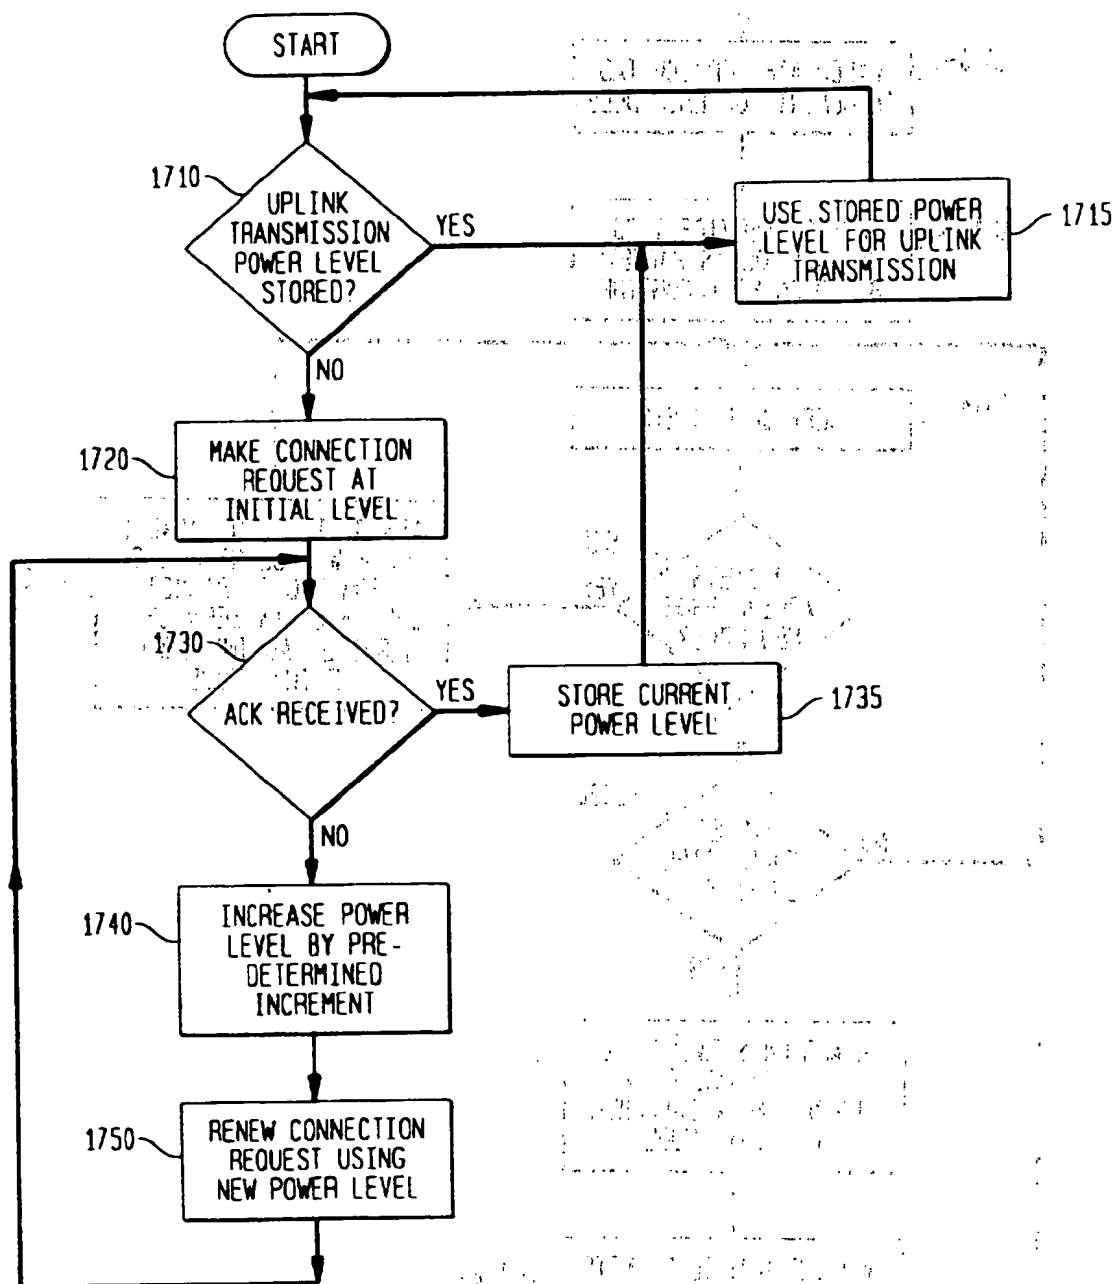 START
1710
UPLINK
TRANSMISSION
POWER LEVEL
STORED?
YES
NO
USE STORED POWER
LEVEL FOR UPLINK
TRANSMISSION
1715
1720
MAKE CONNECTION
REQUEST AT
INITIAL LEVEL
1730
ACK RECEIVED?
YES
NO
STORE CURRENT
POWER LEVEL
1735
1740
INCREASE POWER
LEVEL BY PRE-
DETERMINED
INCREMENT
1750
RENEW CONNECTION
REQUEST USING
NEW POWER LEVEL